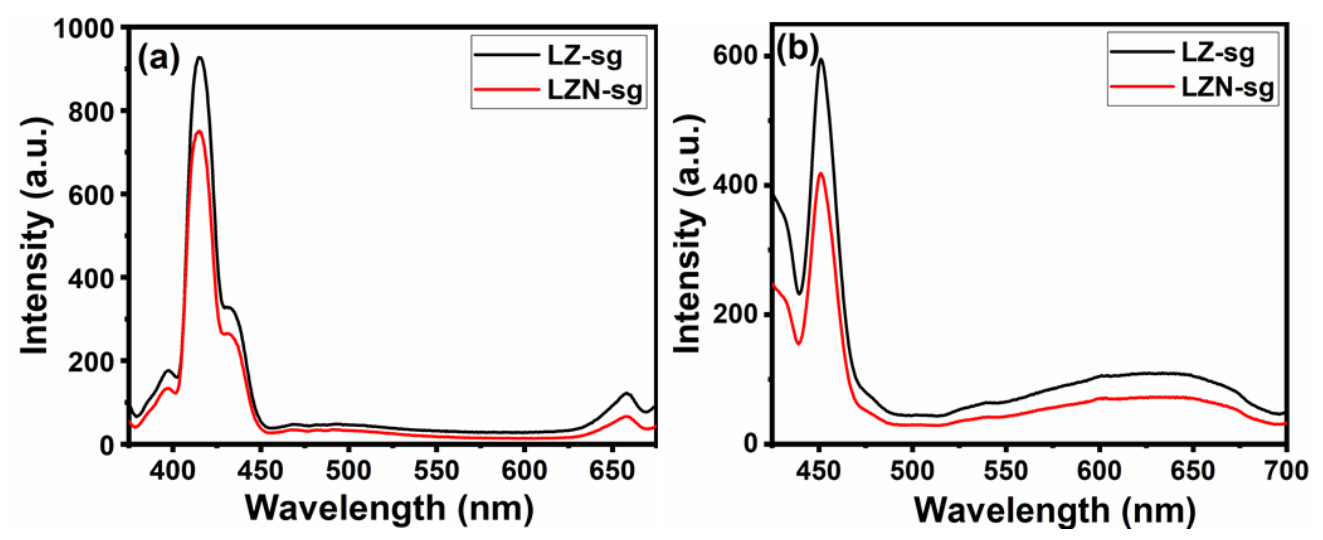 (a)
LZ-sg
LZN-sg
Intensity (a.u.)
1000
800
600
400
200
0
400 450 500 550 600 650
Wavelength (nm)
(b)
LZ-sg
LZN-sg
Intensity (a.u.)
600
400
200
0
450 500 550 600 650 700
Wavelength (nm)